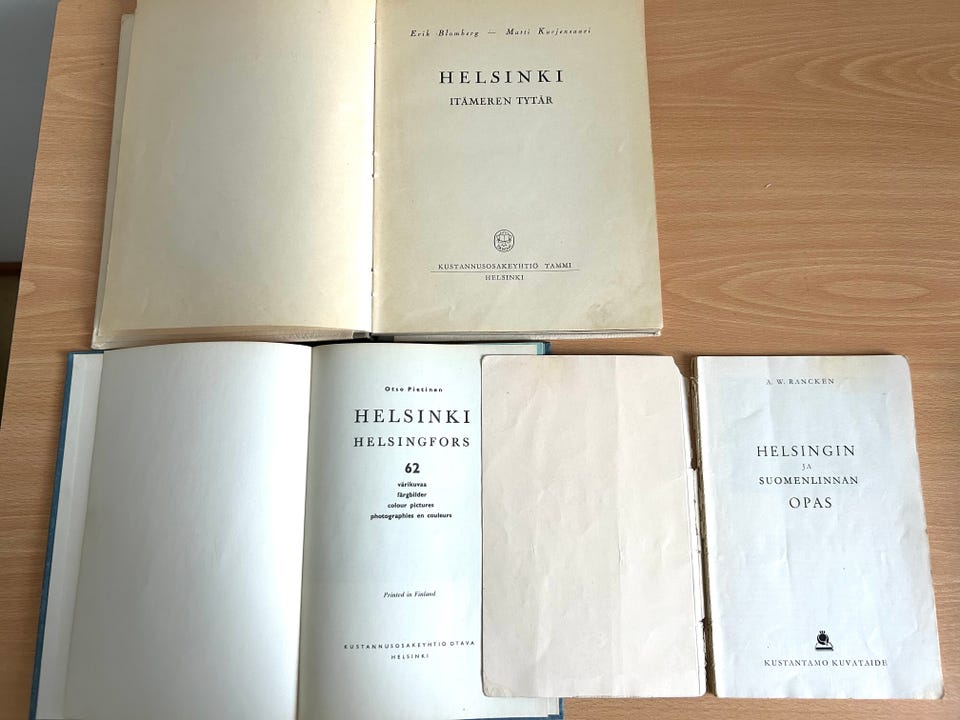 Erik Blomberg — Matti Kurjensaari
HELSINKI
ITÄMEREN TYTÄR
KUSTANNUSOSAKEYHTIÖ TAMMI
HELSINKI
Otso Pietinen
HELSINKI
HELSINGFORS
62
värikuvaa
färgbilder
colour pictures
photographies en couleurs
Printed in Finland
KUSTANNUSOSAKEYHTIÖ OTAVA
HELSINKI
A. W. RANCKEN
HELSINGIN
JA
SUOMENLINNAN
OPAS
KUSTANTAMO KUVATAIDE